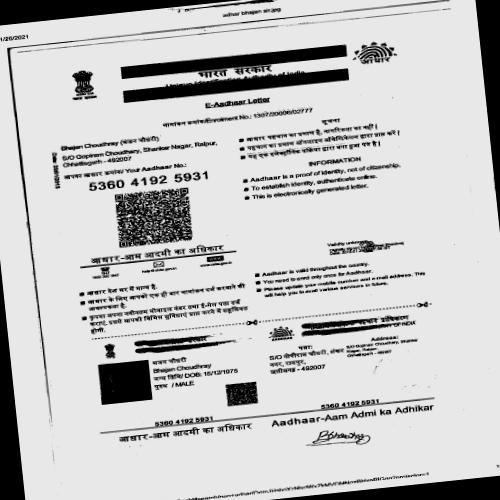 1/26/2021
adhar bhajan sir.jpg
भारत सरकार
आधार
E-Aadhaar Letter
नामांकन क्रमांक/Enrolment No.: 1307/20006/02777
Bhajan Choudhray (भजन चौधरी)
S/O Gopiram Choudhary, Shankar Nagar, Raipur,
Chhattisgarh - 492007
आपका आधार क्रमांक/ Your Aadhaar No.:
5360 4192 5931
आधार-आम आदमी का अधिकार
सूचना
आधार पहचान का प्रमाण है, नागरिकता का नहीं |
पहचान का प्रमाण ऑनलाइन ऑथेंटिकेशन द्वारा प्राप्त करें |
यह एक इलेक्ट्रॉनिक प्रक्रिया द्वारा बना हुआ पत्र है |
INFORMATION
Aadhaar is a proof of identity, not of citizenship.
To establish identity, authenticate online.
This is electronically generated letter.
आधार देश भर में मान्य है.
आधार के लिए आपको एक ही बार नामांकन दर्ज करवाने की
आवश्यकता है.
कृपया अपना नवीनतम मोबाइल नंबर तथा ई-मेल पता दर्ज
कराएं, इससे आपको विभिन्न सुविधाएं प्राप्त करने में सहूलियत
होगी.
Aadhaar is valid throughout the country.
You need to enrol only once for Aadhaar.
Please update your mobile number and e-mail address. This
will help you to avail various services in future.
भजन चौधरी
Bhajan Choudhray
जन्म तिथि/ DOB: 15/12/1975
पुरुष / MALE
5360 4192 5931
आधार-आम आदमी का अधिकार
पता:
S/O गोपीराम चौधरी, शंकर
नगर, रायपुर,
छत्तीसगढ़ - 492007
Address:
S/O Gopiram Choudhary, Shankar
Nagar, Raipur,
Chhattisgarh - 492007
5360 4192 5931
Aadhaar-Aam Admi ka Adhikar